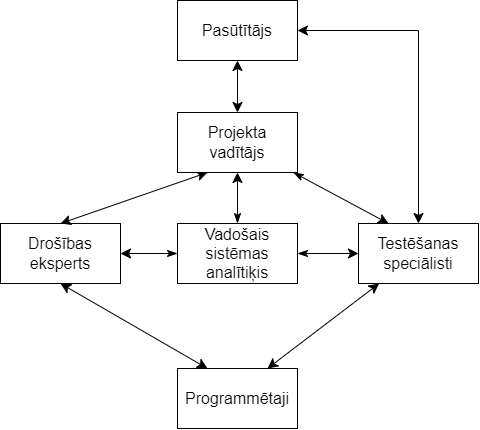 Pasūtītājs
Projekta
vadītājs
Drošības
eksperts
Vadošais
sistēmas
analītiķis
Testēšanas
speciālisti
Programmētaji